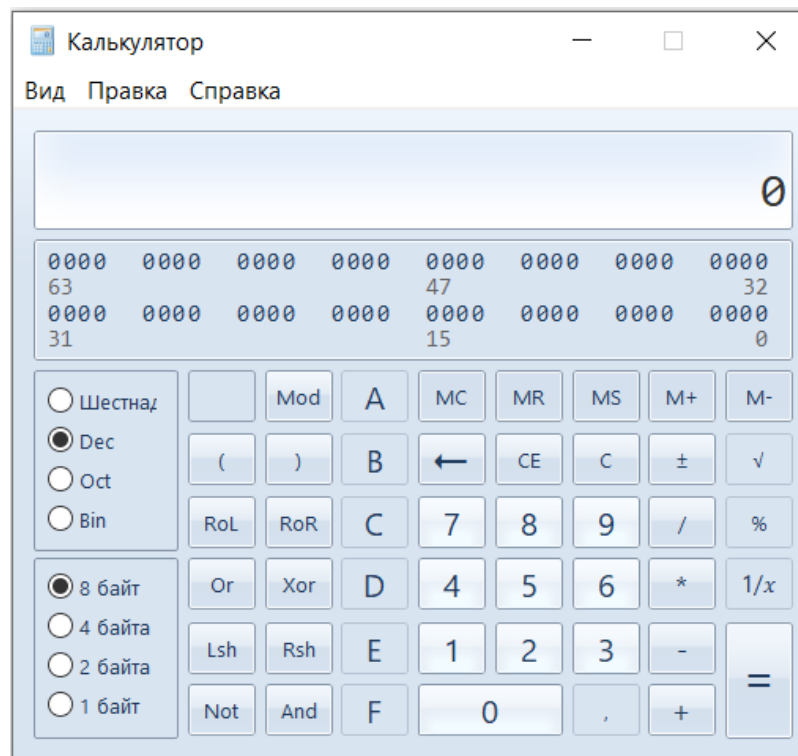 Калькулятор
Вид Правка Справка
0
0000 0000 0000 0000 0000 0000 0000 0000
63 47 32
0000 0000 0000 0000 0000 0000 0000 0000
31 15 0
Шестнад Mod A MC MR MS M+ M-
Dec ( ) B ← CE C ± √
Oct
Bin RoL RoR C 7 8 9 / %
8 байт Or Xor D 4 5 6 * 1/x
4 байта Lsh Rsh E 1 2 3 - =
2 байта
1 байт Not And F 0 , +